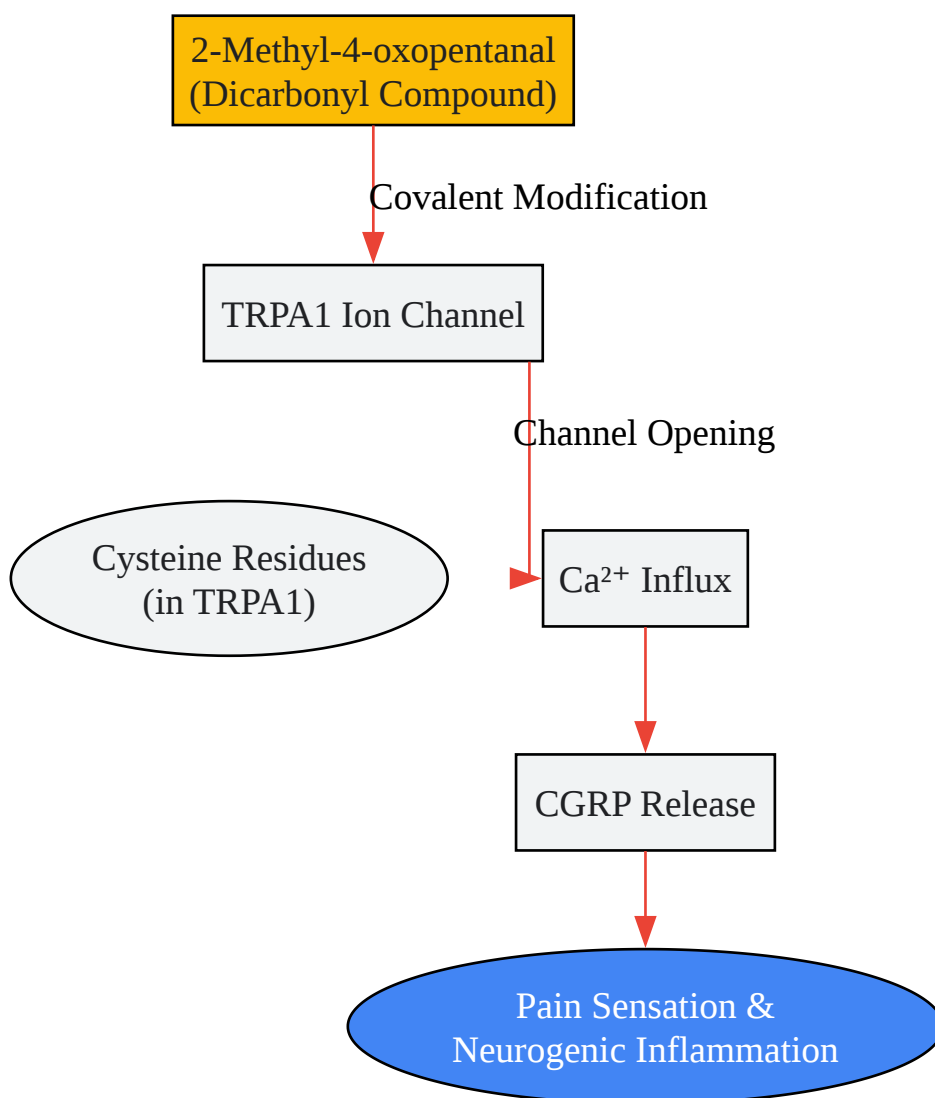 2-Methyl-4-oxopentanal
(Dicarbonyl Compound)
Covalent Modification
TRPA1 Ion Channel
Channel Opening
Cysteine Residues
(in TRPA1)
Ca²⁺ Influx
CGRP Release
Pain Sensation &
Neurogenic Inflammation